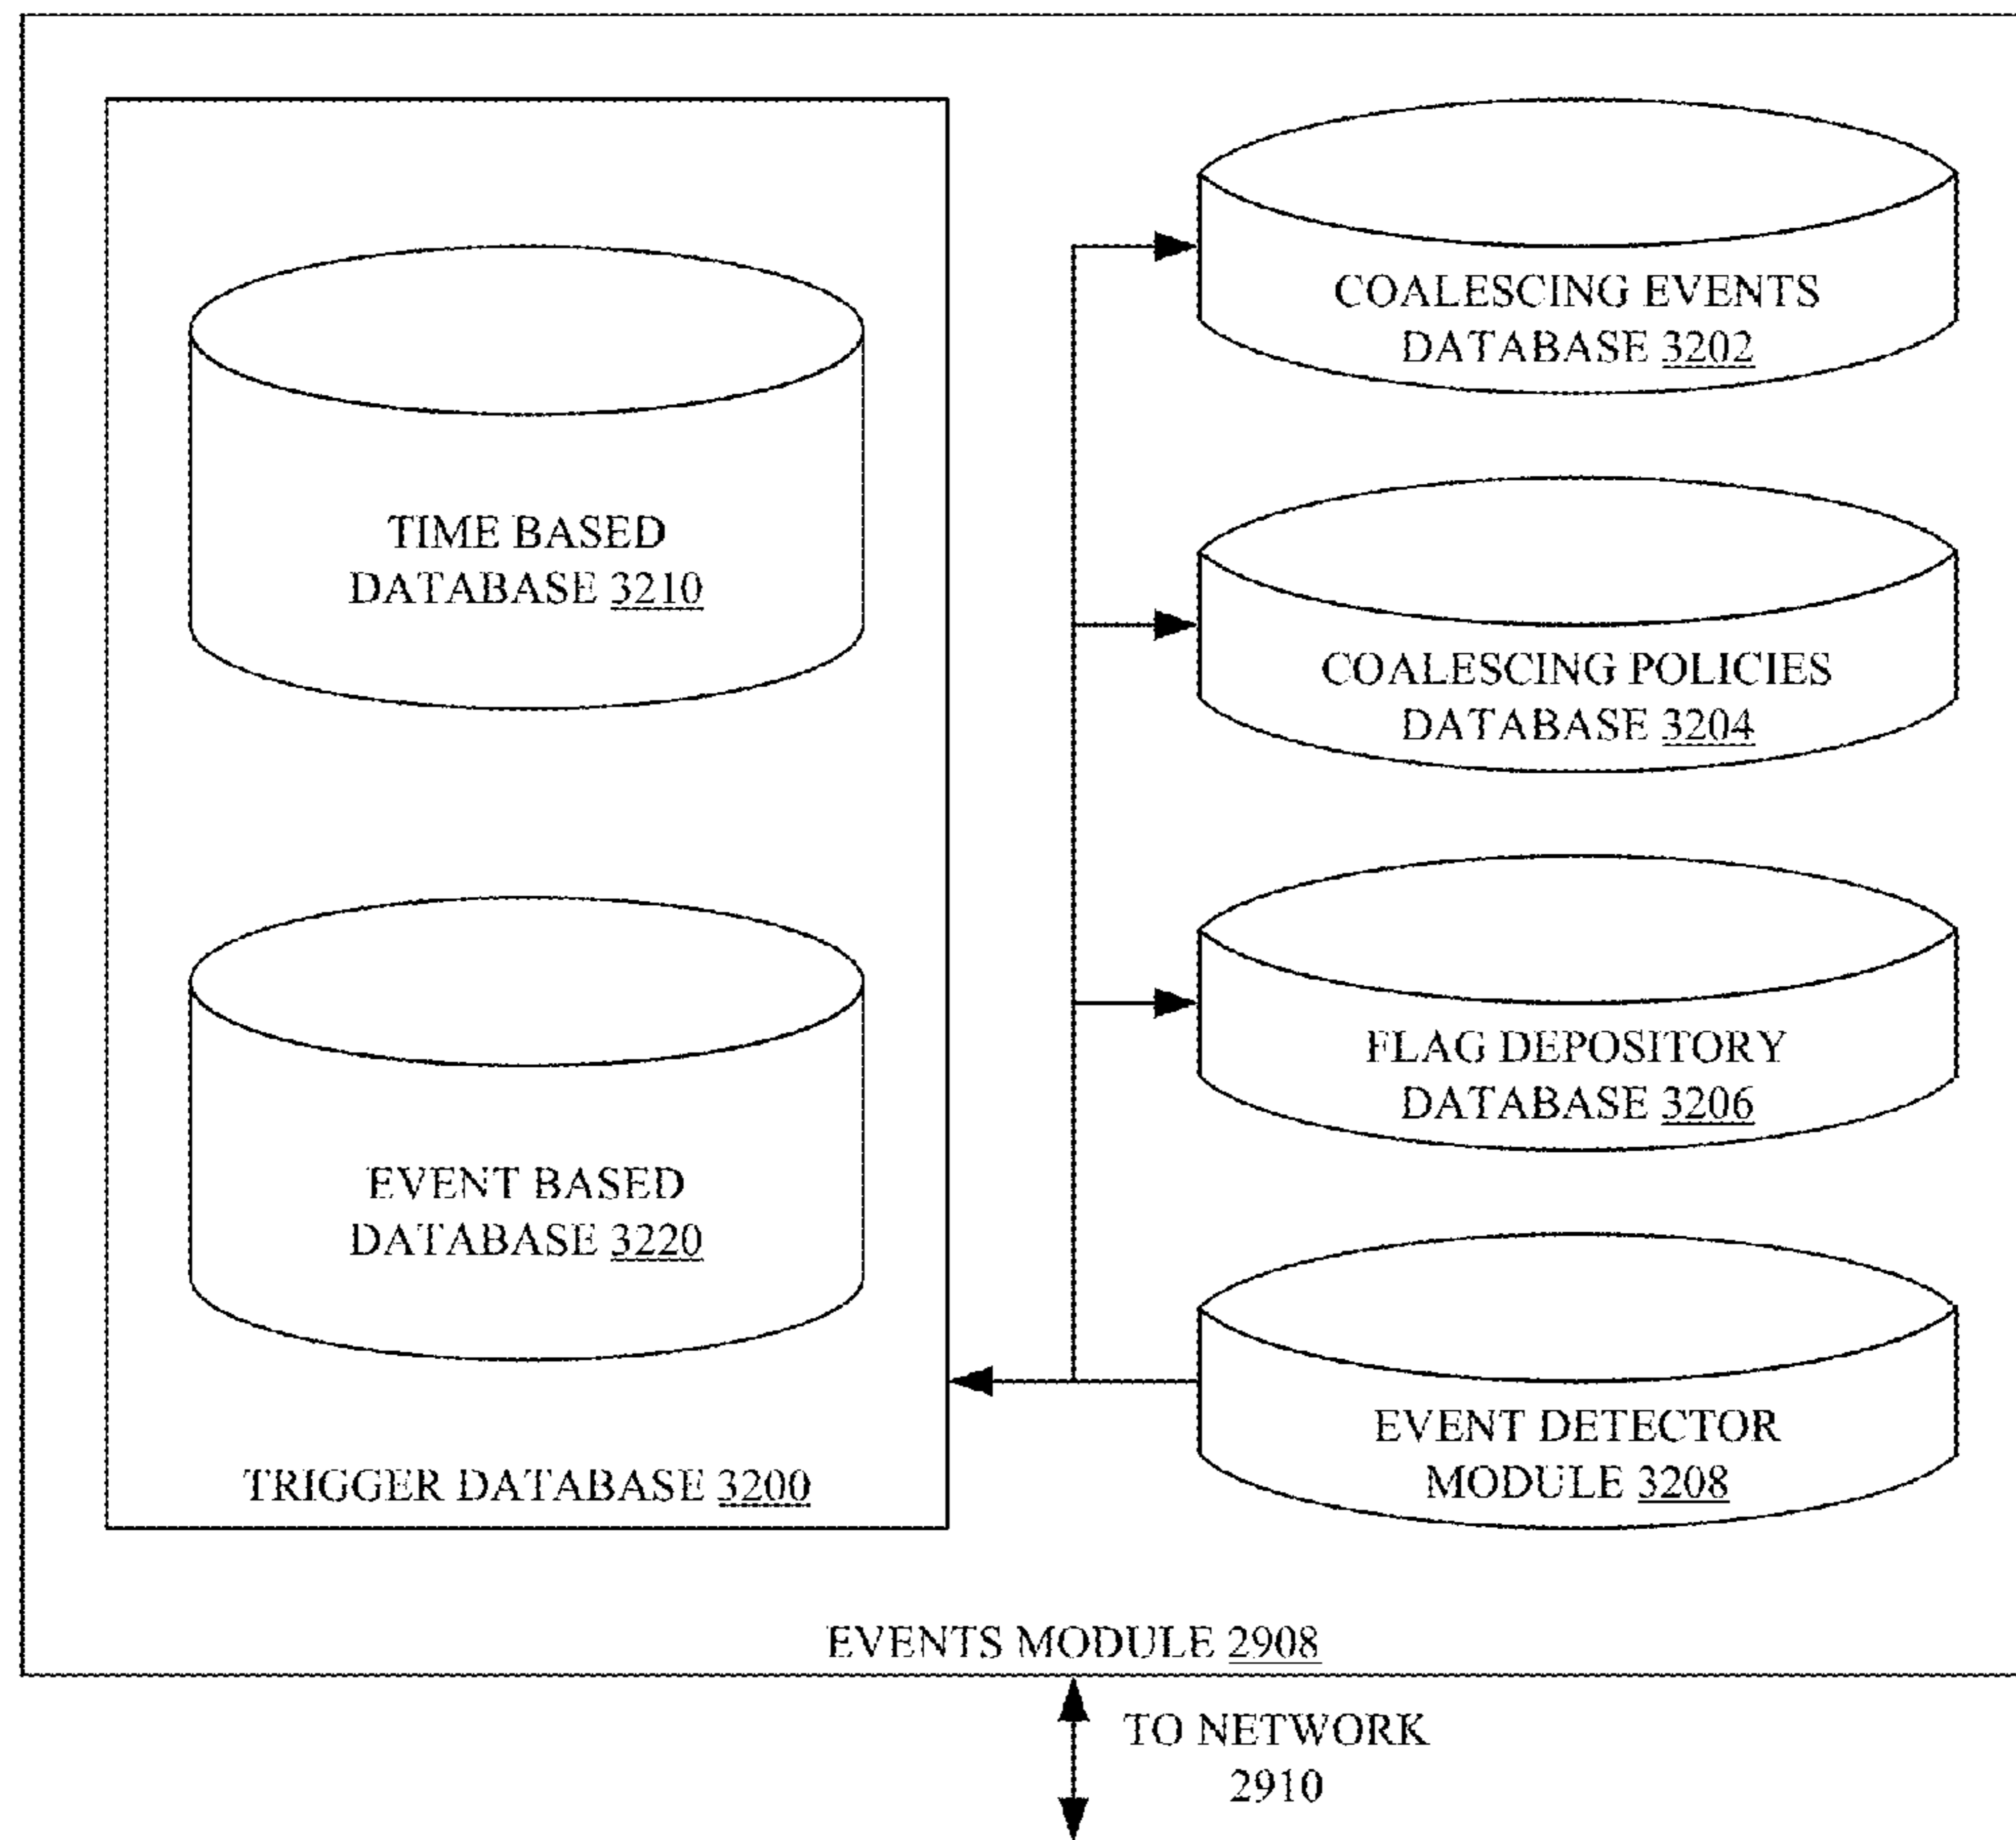 TIME BASED
DATABASE 3210
EVENT BASED
DATABASE 3220
TRIGGER DATABASE 3200
COALESCING EVENTS
DATABASE 3202
COALESCING POLICIES
DATABASE 3204
FLAG DEPOSITORY
DATABASE 3206
EVENT DETECTOR
MODULE 3208
EVENTS MODULE 2908
TO NETWORK
2910